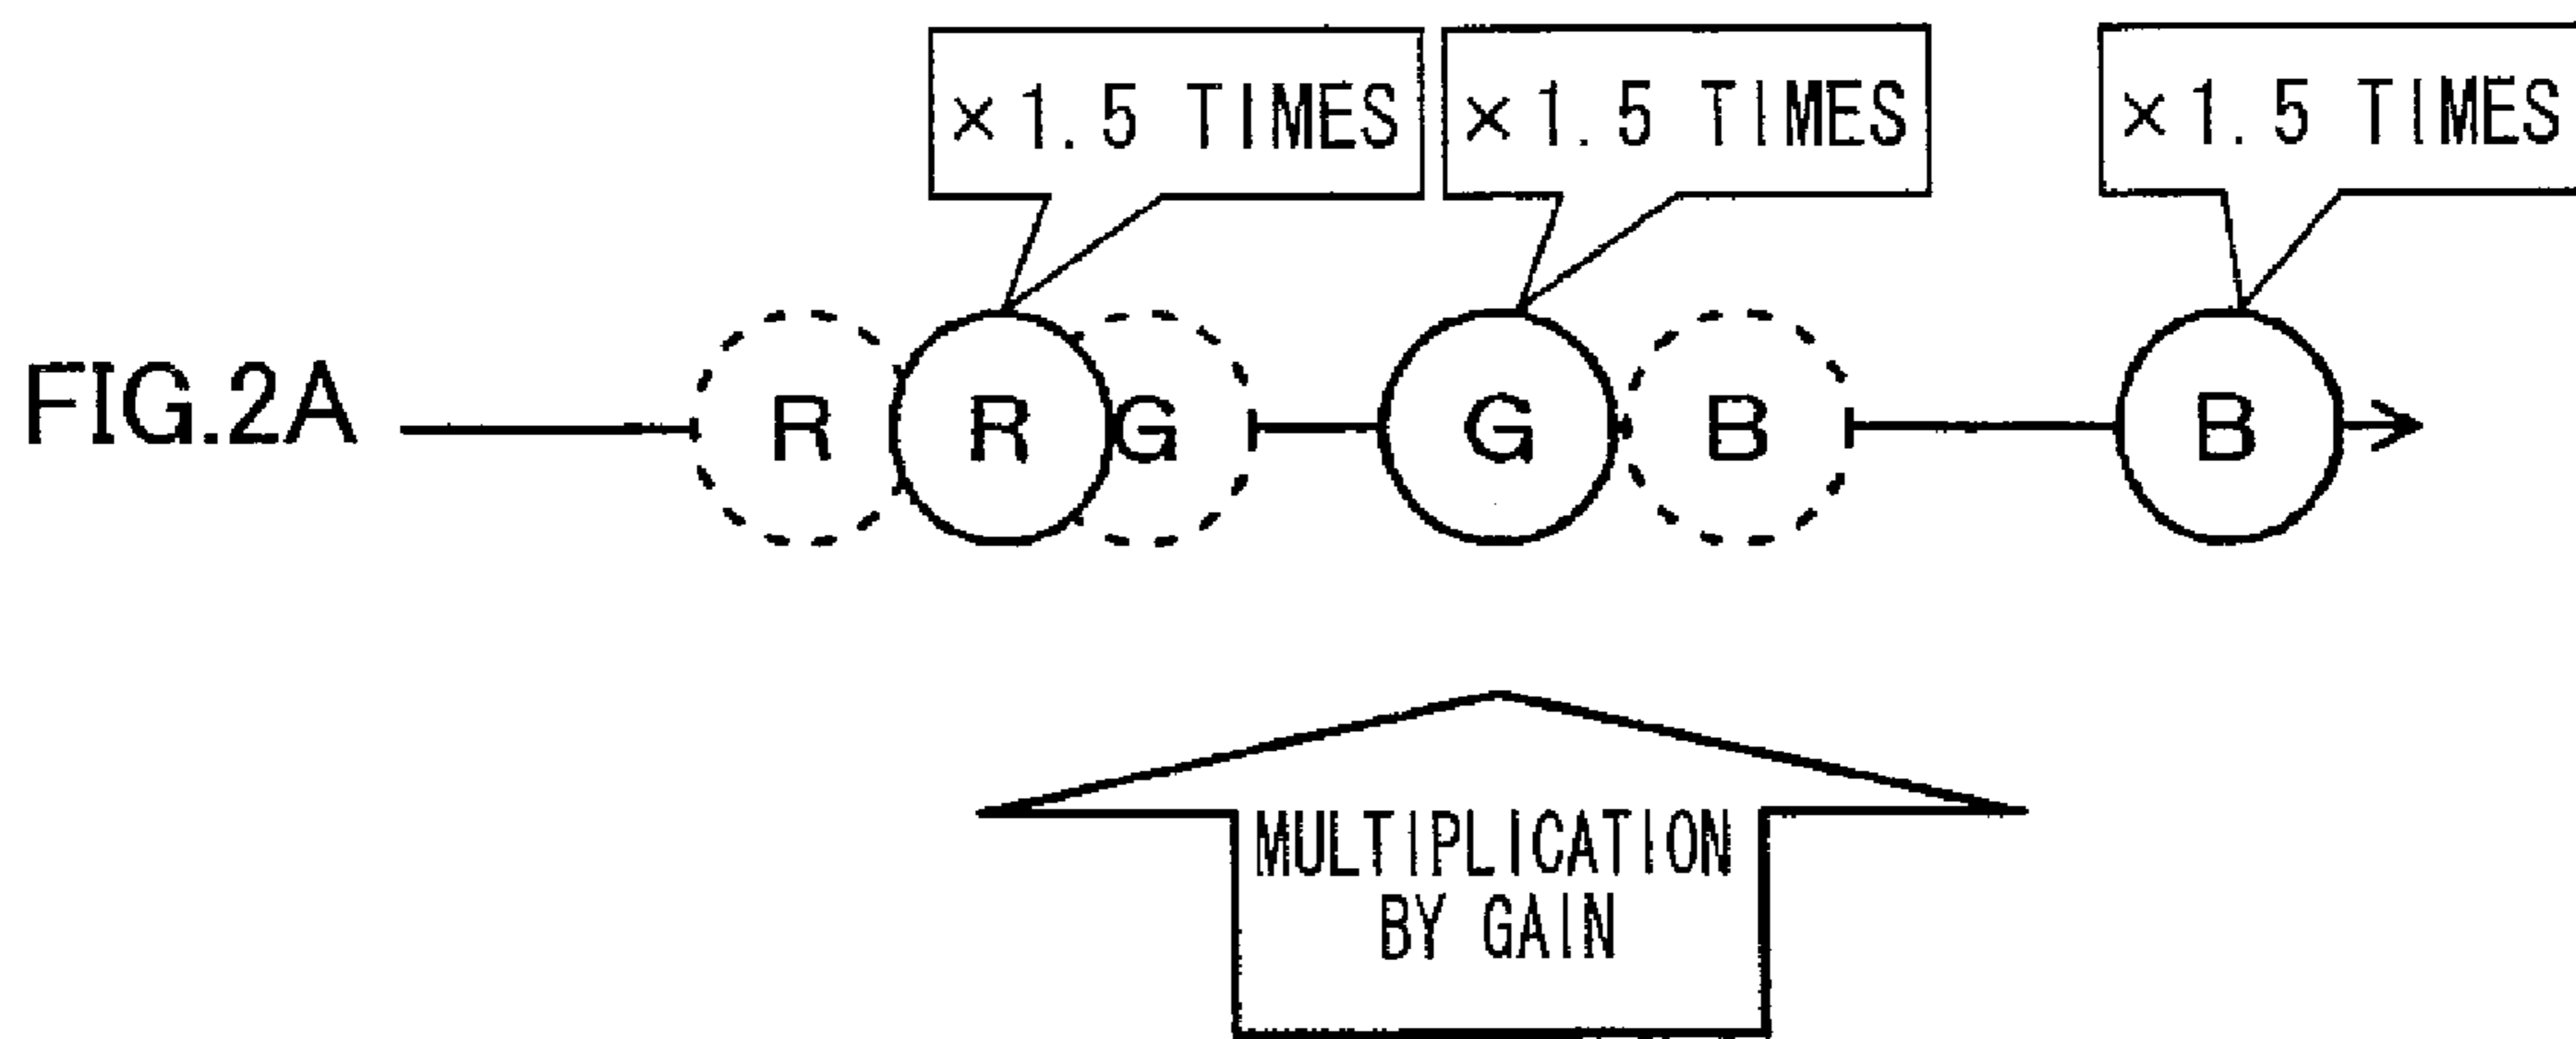 ×1.5 TIMES
×1.5 TIMES
×1.5 TIMES
FIG.2A
R
R
G
G
B
B
MULTIPLICATION
BY GAIN